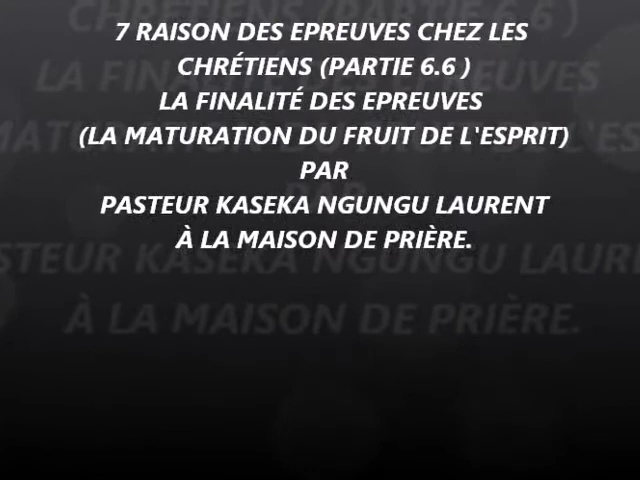 7 RAISON DES EPREUVES CHEZ LES
CHRÉTIENS (PARTIE 6.6 )
LA FINALITÉ DES EPREUVES
(LA MATURATION DU FRUIT DE L'ESPRIT)
PAR
PASTEUR KASEKA NGUNGU LAURENT
À LA MAISON DE PRIÈRE.